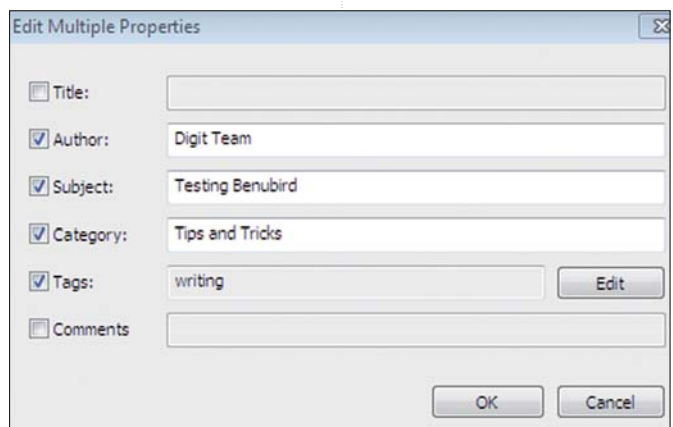 Edit Multiple Properties
Title:
Author: Digit Team
Subject: Testing Benubird
Category: Tips and Tricks
Tags: writing Edit
Comments
OK Cancel